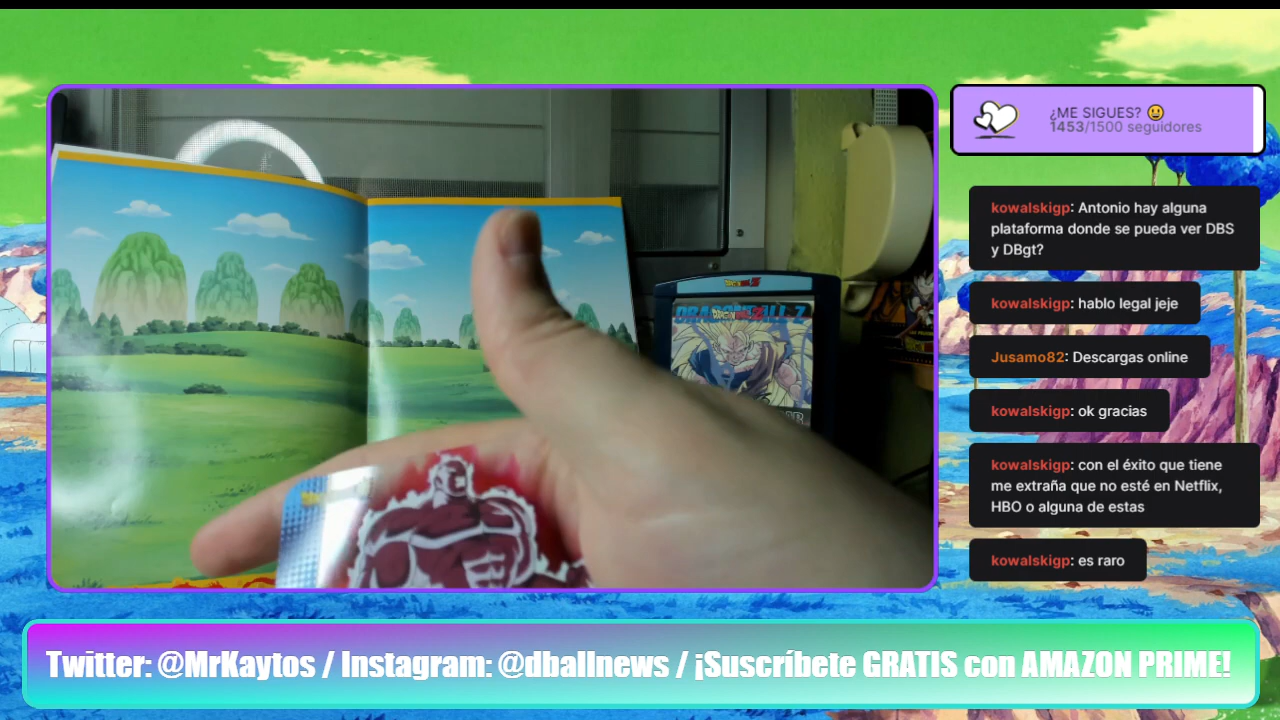 ¿ME SIGUES? 😀
1453/1500 seguidores
kowalskigp: Antonio hay alguna
plataforma donde se pueda ver DBS
y DBgt?
kowalskigp: hablo legal jeje
Jusamo82: Descargas online
kowalskigp: ok gracias
kowalskigp: con el éxito que tiene
me extraña que no esté en Netflix,
HBO o alguna de estas
kowalskigp: es raro
DRAGON BALL Z
Twitter: @MrKaytos / Instagram: @dballnews / ¡Suscríbete GRATIS con AMAZON PRIME!